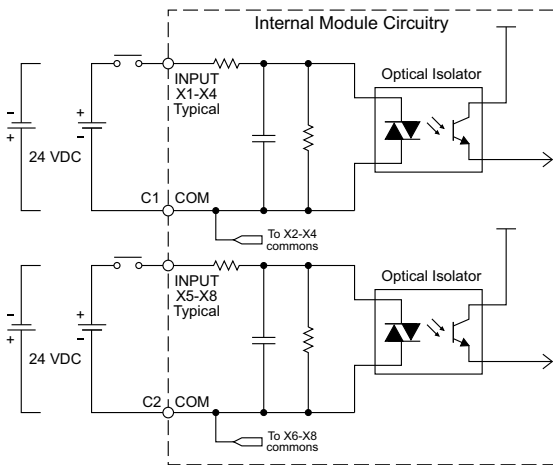 Internal Module Circuitry
INPUT
X1-X4
Typical
Optical Isolator
-
+
+
-
24 VDC
C1
COM
To X2-X4
commons
INPUT
X5-X8
Typical
Optical Isolator
-
+
+
-
24 VDC
C2
COM
To X6-X8
commons